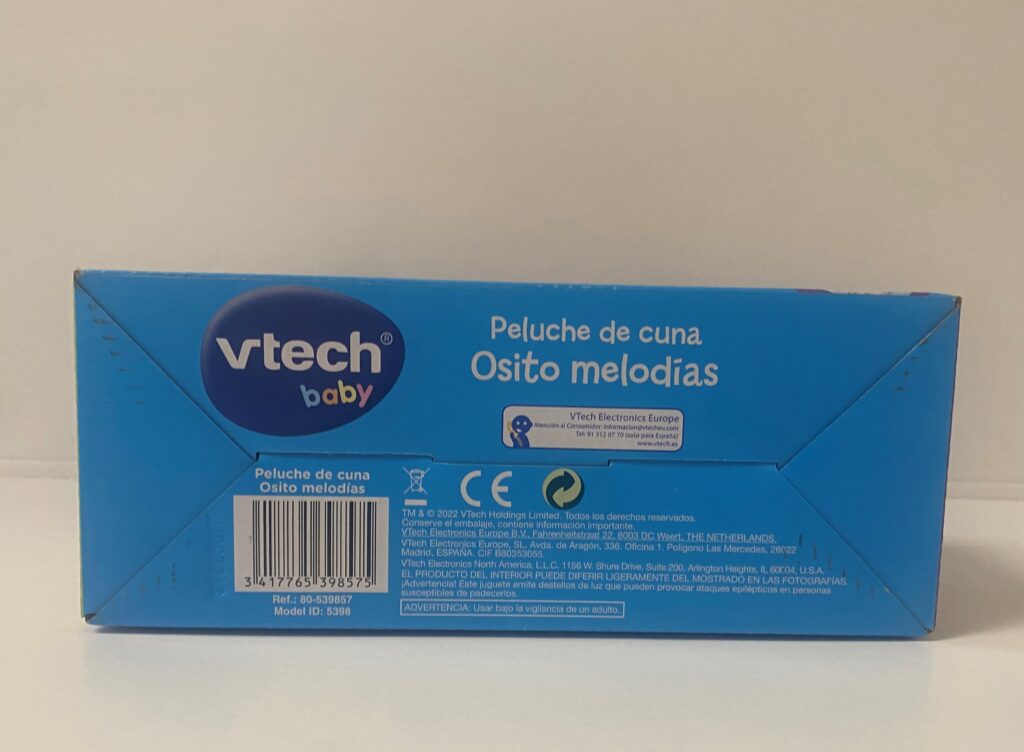 vtech®
baby
Peluche de cuna
Osito melodías
VTech Electronics Europe
Atención al Consumidor: informacion@vtecheu.com
Tel: 91 312 07 70 (solo para España)
www.vtech.es
Peluche de cuna
Osito melodías
3 417765 398575
Ref.: 80-539857
Model ID: 5398
CE
TM & © 2022 VTech Holdings Limited. Todos los derechos reservados.
Conserve el embalaje, contiene información importante.
VTech Electronics Europe B.V., Fahrenheitstraat 22, 6003 DC Weert, THE NETHERLANDS.
VTech Electronics Europe, SL. Avda. de Aragón, 336. Oficina 1, Polígono Las Mercedes, 28022
Madrid, ESPAÑA. CIF B80353055.
VTech Electronics North America, L.L.C. 1156 W. Shure Drive, Suite 200, Arlington Heights, IL 60004, U.S.A.
EL PRODUCTO DEL INTERIOR PUEDE DIFERIR LIGERAMENTE DEL MOSTRADO EN LAS FOTOGRAFÍAS.
¡Advertencia! Este juguete emite destellos de luz que pueden provocar ataques epilépticos en personas
susceptibles de padecerlos.
ADVERTENCIA: Usar bajo la vigilancia de un adulto.